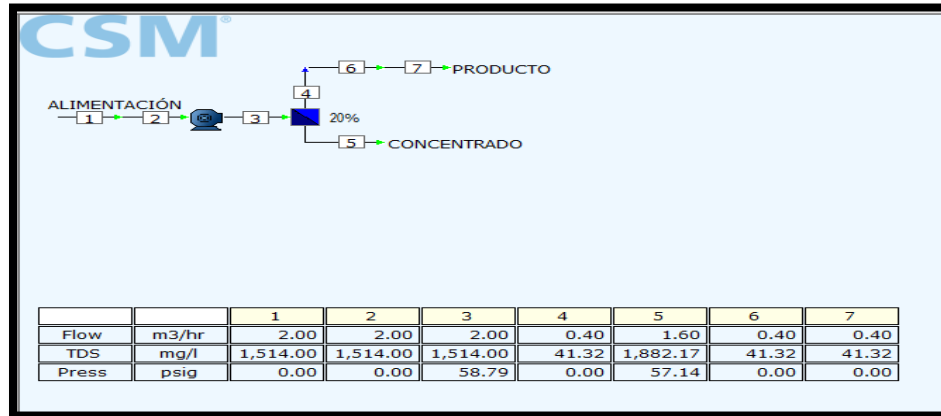 CSM®
6 7 PRODUCTO
4
ALIMENTACIÓN
1 2 3 20%
5 CONCENTRADO
1 2 3 4 5 6 7
Flow m3/hr 2.00 2.00 2.00 0.40 1.60 0.40 0.40
TDS mg/l 1,514.00 1,514.00 1,514.00 41.32 1,882.17 41.32 41.32
Press psig 0.00 0.00 58.79 0.00 57.14 0.00 0.00